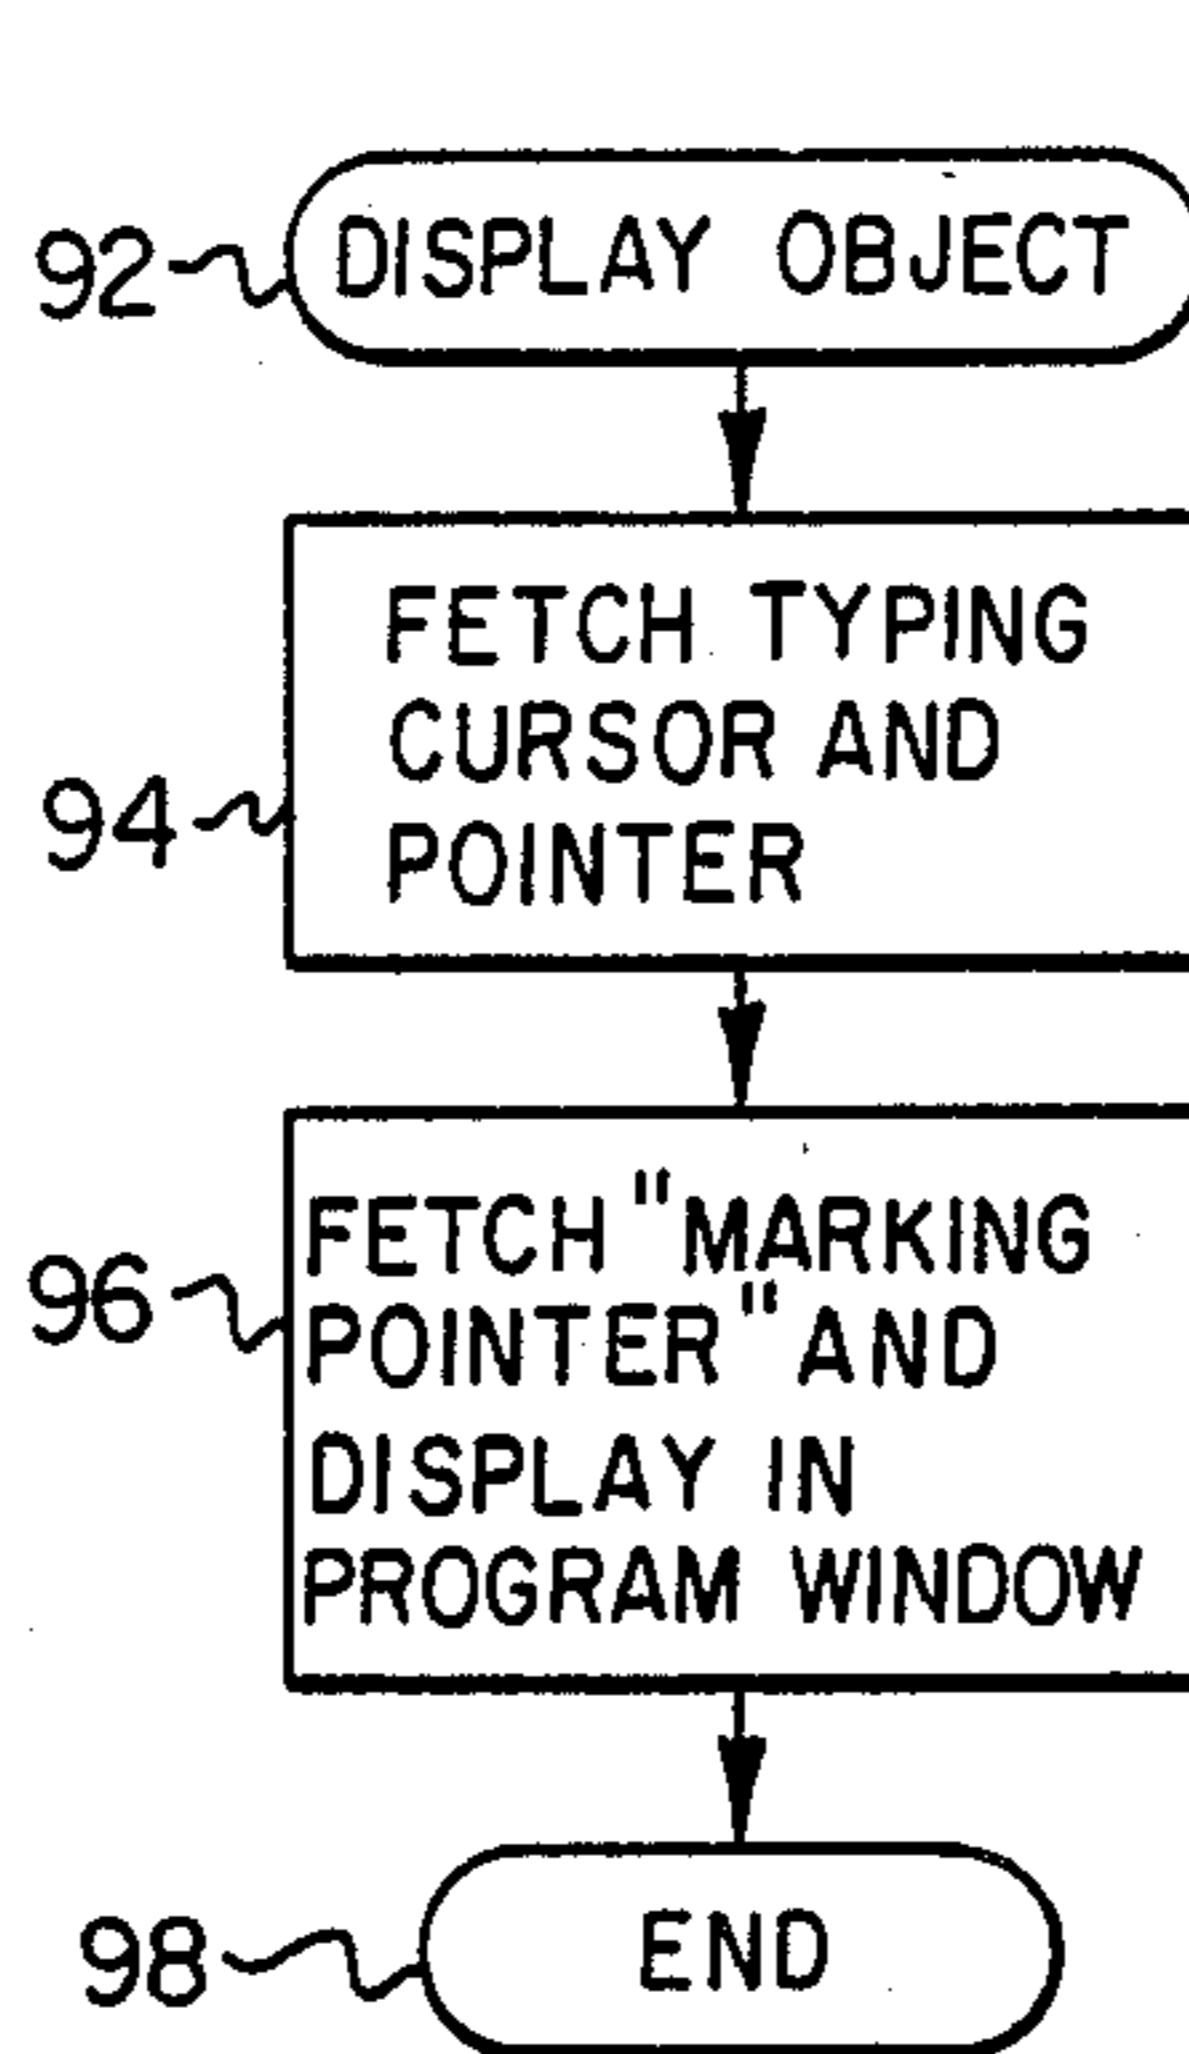 92
DISPLAY OBJECT
94
FETCH TYPING
CURSOR AND
POINTER
96
FETCH "MARKING
POINTER" AND
DISPLAY IN
PROGRAM WINDOW
98
END